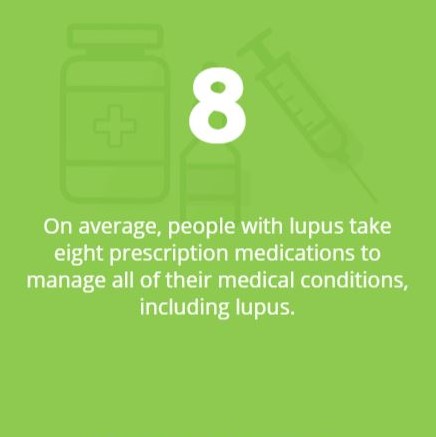 8
On average, people with lupus take
eight prescription medications to
manage all of their medical conditions,
including lupus.